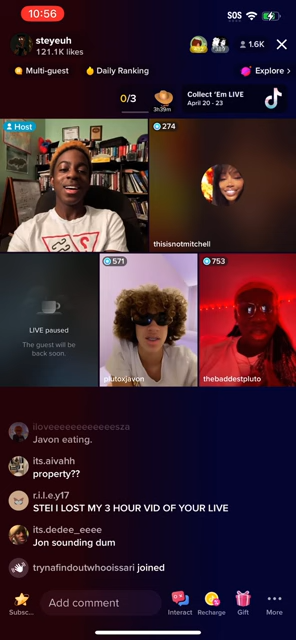 10:56
SOS
steyeuh
121.1K likes
1.6K
Multi-guest
Daily Ranking
Explore >
0/3
3h39m
Collect 'Em LIVE
April 20 - 23
Host
274
thisisnotmitchell
LIVE paused
The guest will be
back soon.
571
plutoxjavon
753
thebaddestpluto
iloveeeeeeeeeeeesza
Javon eating.
its.aivahh
property??
r.i.l.e.y17
STEI I LOST MY 3 HOUR VID OF YOUR LIVE
its.dedee_eeee
Jon sounding dum
trynafindoutwhooissari joined
Subsc...
Add comment
Interact
Recharge
Gift
More